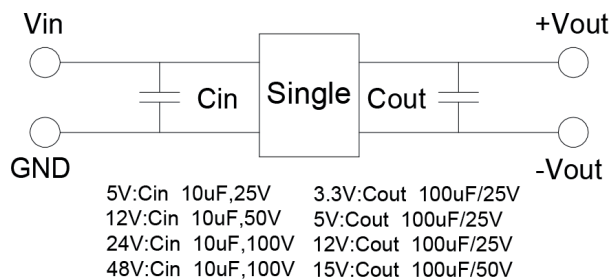 Vin +Vout
Cin Single Cout
GND -Vout
5V:Cin 10uF,25V 3.3V:Cout 100uF/25V
12V:Cin 10uF,50V 5V:Cout 100uF/25V
24V:Cin 10uF,100V 12V:Cout 100uF/25V
48V:Cin 10uF,100V 15V:Cout 100uF/50V